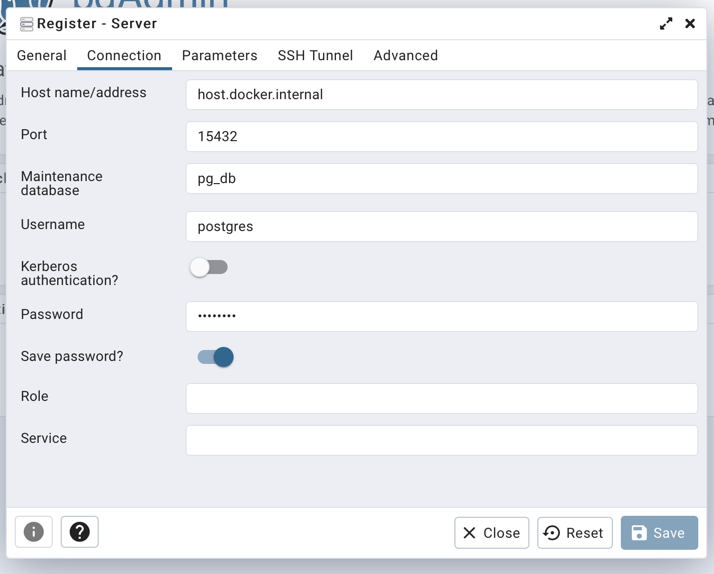 Register - Server
General Connection Parameters SSH Tunnel Advanced
Host name/address host.docker.internal
Port 15432
Maintenance
database pg_db
Username postgres
Kerberos
authentication?
Password ••••••••
Save password?
Role
Service
Close Reset Save